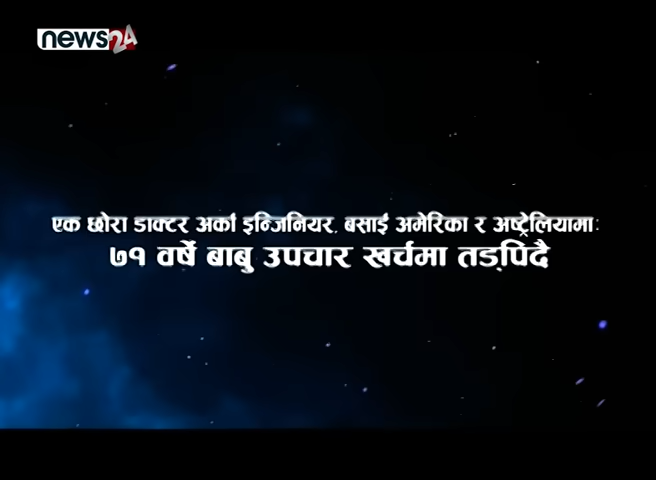 news24
एक छोरा डाक्टर अर्का इन्जिनियर, बसाई अमेरिका र अष्ट्रेलियामा:
७१ वर्षे बाबु उपचार खर्चमा तड्पिदै